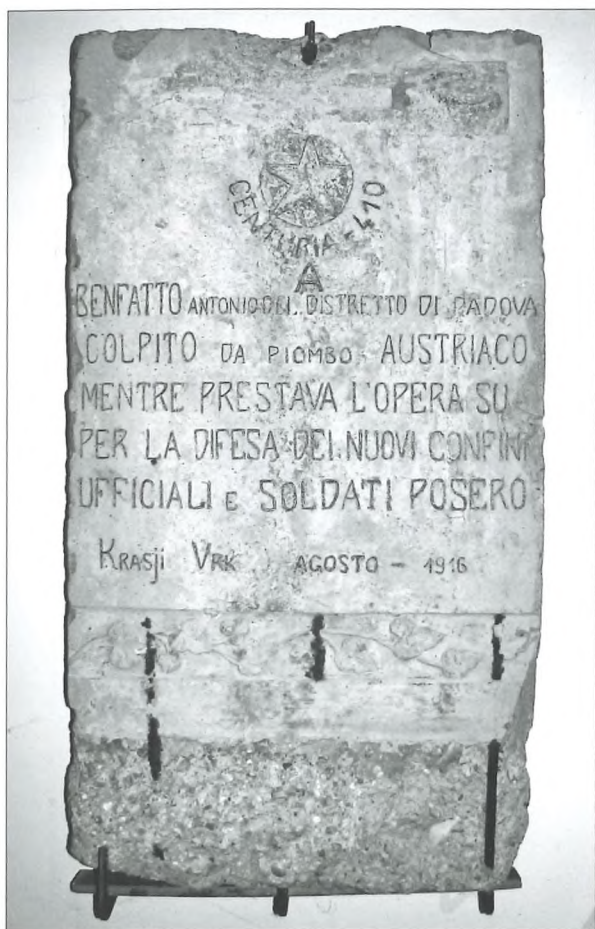 CENTURIA - 410
A
BENFATTO ANTONIO DEL DISTRETTO DI PADOVA
COLPITO DA PIOMBO AUSTRIACO
MENTRE PRESTAVA L'OPERA SU
PER LA DIFESA DEI NUOVI CONFINI
UFFICIALI e SOLDATI POSERO
KRASji VRK AGOSTO - 1916